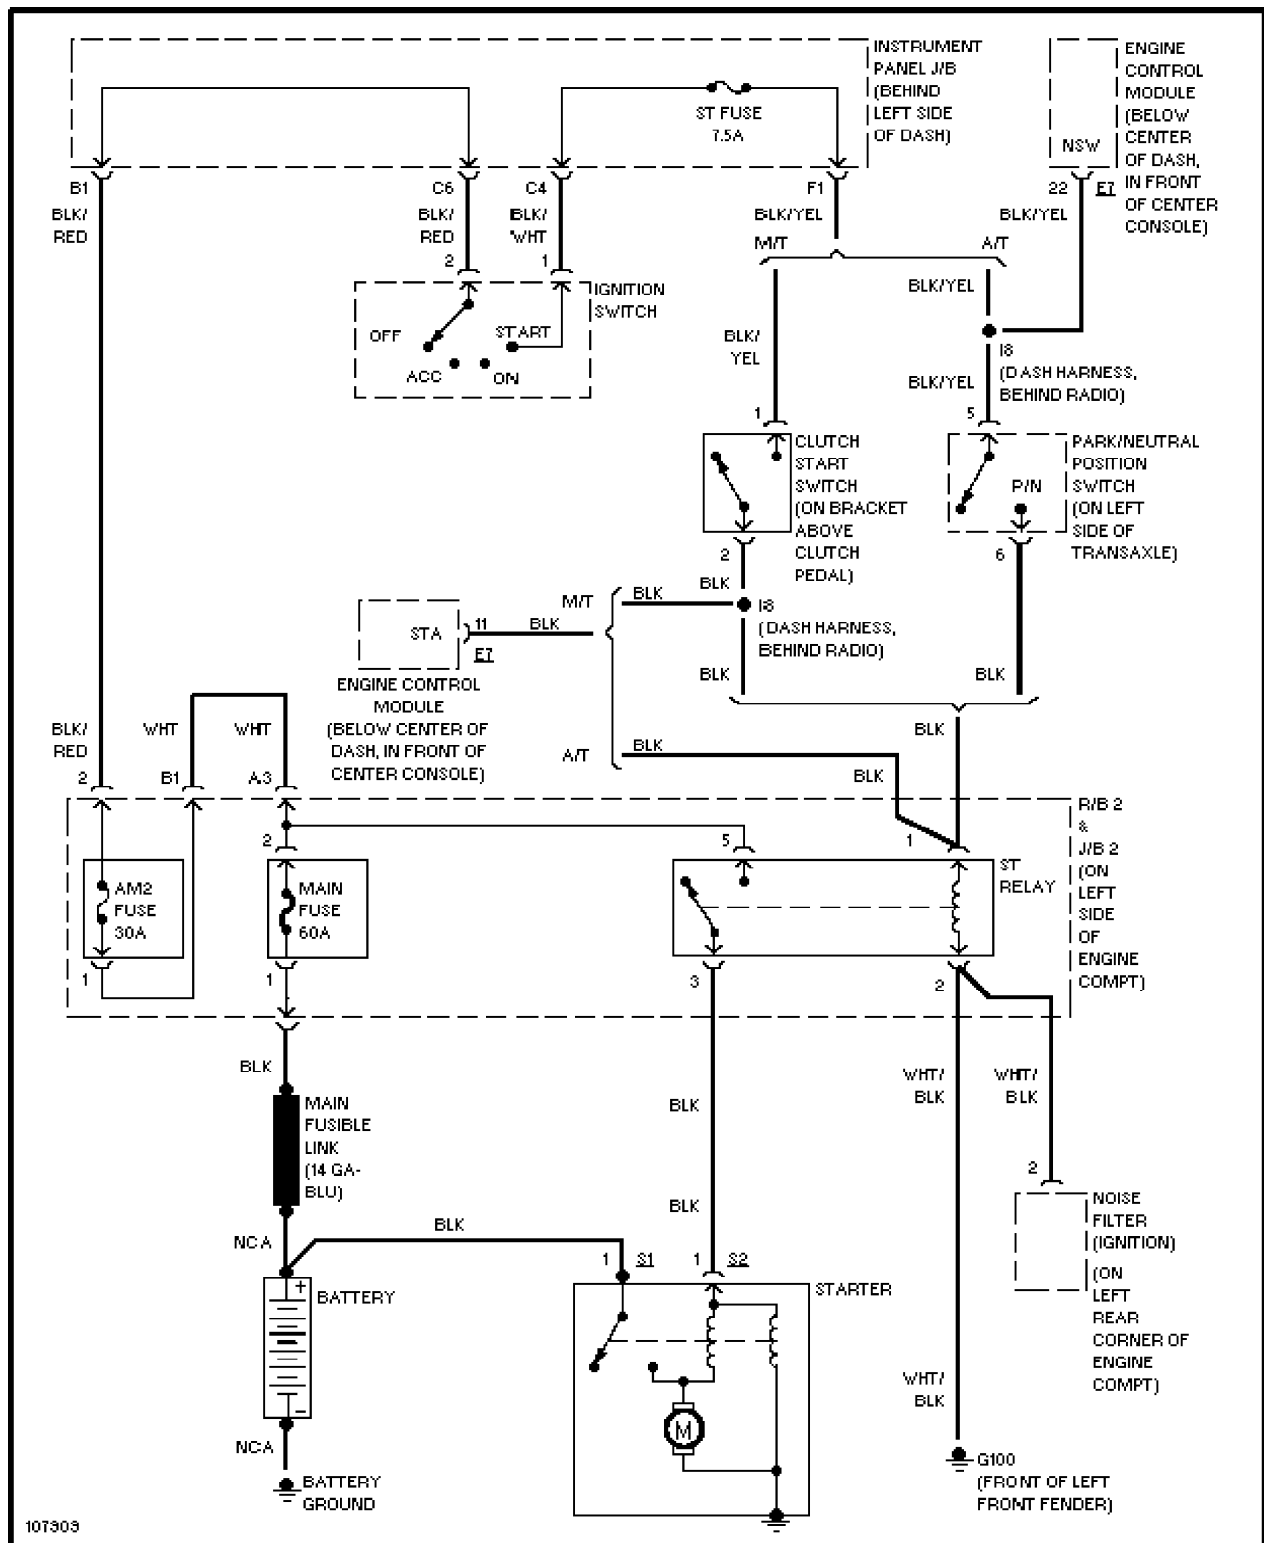 INSTRUMENT
PANEL J/B
(BEHIND
LEFT SIDE
OF DASH)
ENGINE
CONTROL
MODULE
(BELOW
CENTER
OF DASH,
IN FRONT
OF CENTER
CONSOLE)
ST FUSE
7.5A
NSW
B1
C6
C4
F1
22
E7
BLK/
RED
BLK/
RED
BLK/
WHT
BLK/YEL
BLK/YEL
2
1
M/T
A/T
IGNITION
SWITCH
OFF
START
ACC
ON
BLK/YEL
BLK/
YEL
I8
(DASH HARNESS,
BEHIND RADIO)
BLK/YEL
1
5
CLUTCH
START
SWITCH
(ON BRACKET
ABOVE
CLUTCH
PEDAL)
PARK/NEUTRAL
POSITION
SWITCH
(ON LEFT
SIDE OF
TRANSAXLE)
P/N
2
6
BLK
M/T
BLK
I8
(DASH HARNESS,
BEHIND RADIO)
STA
11
BLK
E7
ENGINE CONTROL
MODULE
(BELOW CENTER OF
DASH, IN FRONT OF
CENTER CONSOLE)
BLK
BLK
BLK/
RED
WHT
WHT
BLK
A/T
BLK
BLK
2
B1
A3
R/B 2
&
J/B 2
(ON
LEFT
SIDE
OF
ENGINE
COMPT)
2
5
1
AM2
FUSE
30A
MAIN
FUSE
60A
ST
RELAY
1
1
3
2
BLK
MAIN
FUSIBLE
LINK
(14 GA-
BLU)
BLK
WHT/
BLK
WHT/
BLK
2
BLK
NOISE
FILTER
(IGNITION)
(ON
LEFT
REAR
CORNER OF
ENGINE
COMPT)
NCA
BLK
1
S1
1
S2
+
BATTERY
-
STARTER
M
WHT/
BLK
NCA
BATTERY
GROUND
G100
(FRONT OF LEFT
FRONT FENDER)
107909